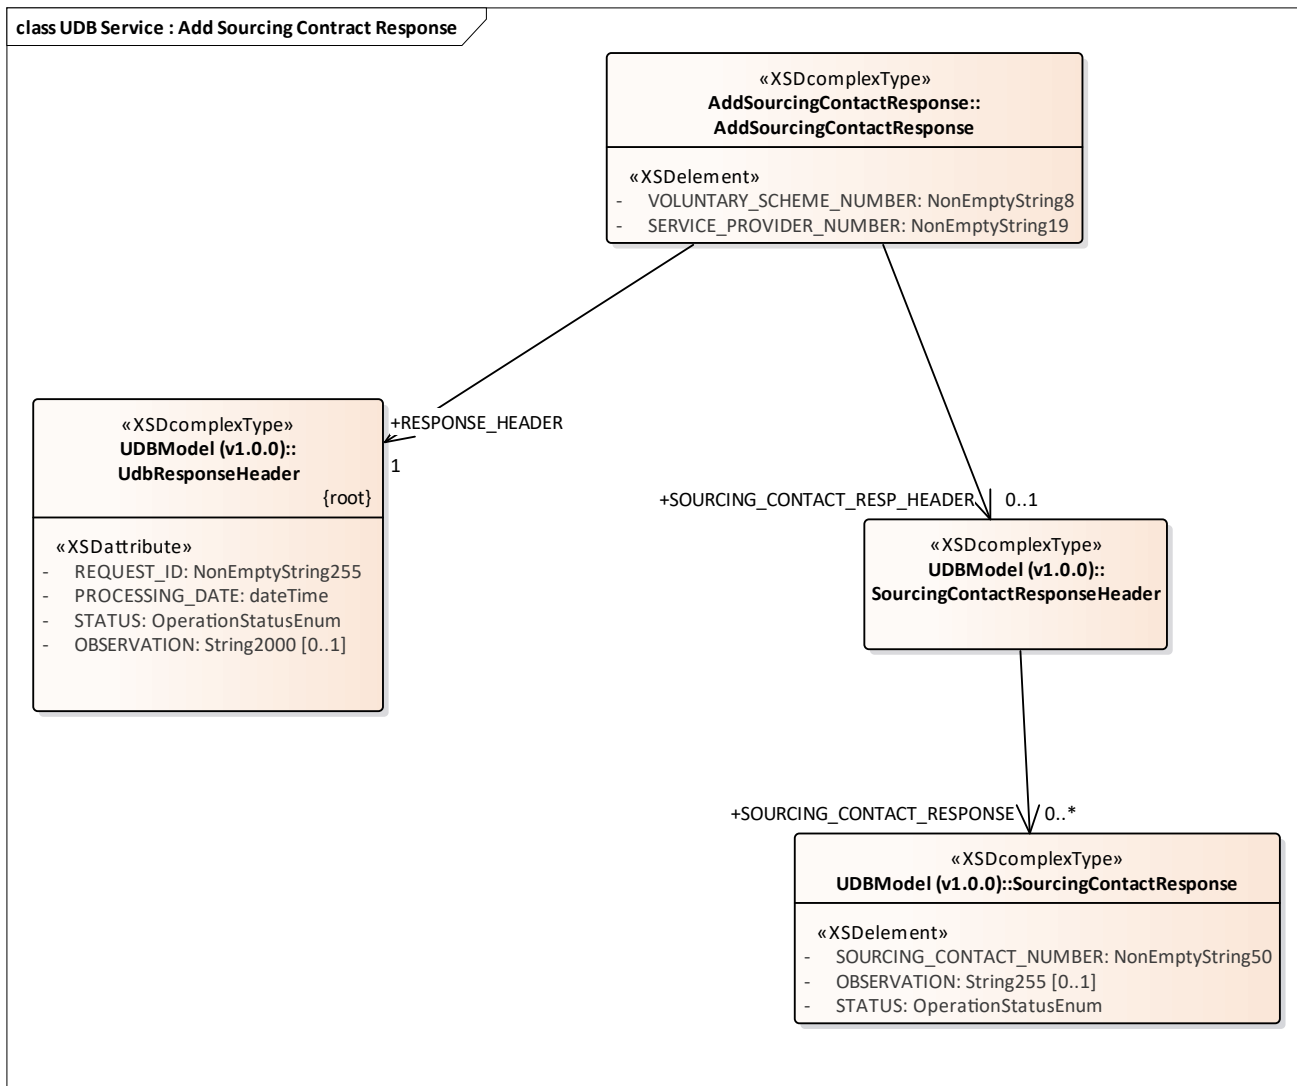 class UDB Service : Add Sourcing Contract Response
«XSDcomplexType»
AddSourcingContactResponse::
AddSourcingContactResponse
«XSDelement»
- VOLUNTARY_SCHEME_NUMBER: NonEmptyString8
- SERVICE_PROVIDER_NUMBER: NonEmptyString19
+RESPONSE_HEADER
1
«XSDcomplexType»
UDBModel (v1.0.0)::
UdbResponseHeader
{root}
«XSDattribute»
- REQUEST_ID: NonEmptyString255
- PROCESSING_DATE: dateTime
- STATUS: OperationStatusEnum
- OBSERVATION: String2000 [0..1]
+SOURCING_CONTACT_RESP_HEADER 0..1
«XSDcomplexType»
UDBModel (v1.0.0)::
SourcingContactResponseHeader
+SOURCING_CONTACT_RESPONSE 0..*
«XSDcomplexType»
UDBModel (v1.0.0)::SourcingContactResponse
«XSDelement»
- SOURCING_CONTACT_NUMBER: NonEmptyString50
- OBSERVATION: String255 [0..1]
- STATUS: OperationStatusEnum